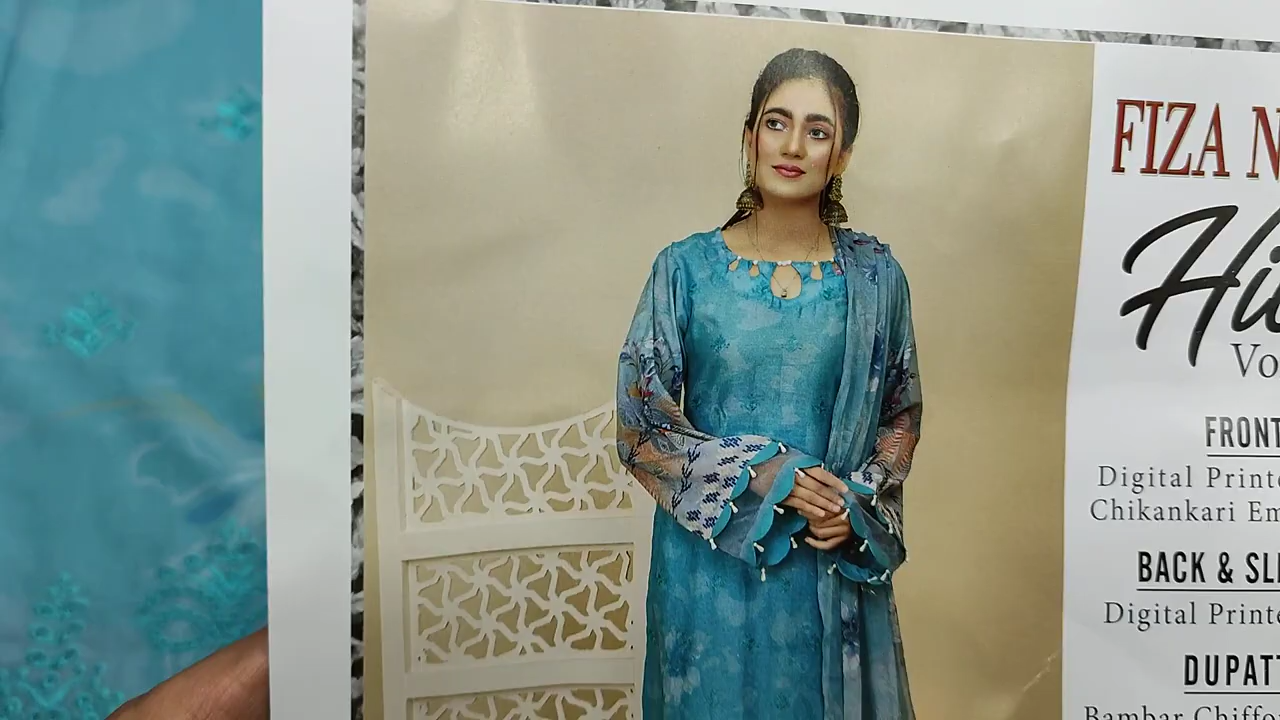 FIZA
Vo
FRONT
Digital Printe
Chikankari Em
BACK & SL
Digital Printe
DUPATT
Bambar Chiffo